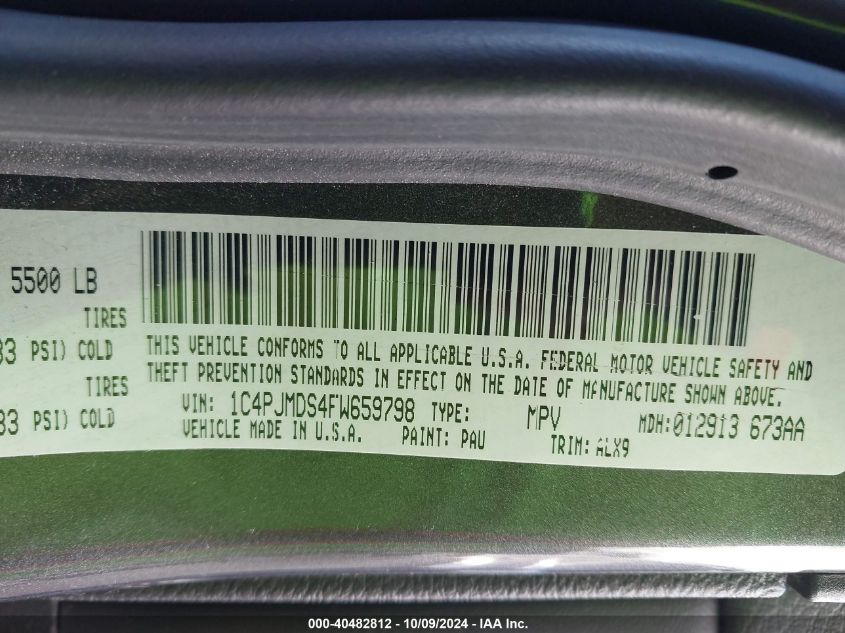 5500 LB
TIRES
33 PSI) COLD
TIRES
33 PSI) COLD
THIS VEHICLE CONFORMS TO ALL APPLICABLE U.S.A. FEDERAL MOTOR VEHICLE SAFETY AND
THEFT PREVENTION STANDARDS IN EFFECT ON THE DATE OF MANUFACTURE SHOWN ABOVE.
VIN: 1C4PJMDS4FW659798 TYPE: MPV MDH:012913 673AA
VEHICLE MADE IN U.S.A. PAINT: PAU TRIM: ALX9
000-40482812 - 10/09/2024 - IAA Inc.